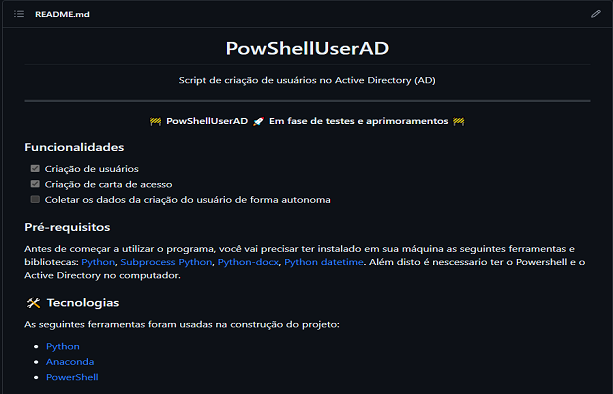 README.md
PowShellUserAD
Script de criação de usuários no Active Directory (AD)
🚧 PowShellUserAD 🚀 Em fase de testes e aprimoramentos 🚧
Funcionalidades
Criação de usuários
Criação de carta de acesso
Coletar os dados da criação do usuário de forma autonoma
Pré-requisitos
Antes de começar a utilizar o programa, você vai precisar ter instalado em sua máquina as seguintes ferramentas e
bibliotecas: Python, Subprocess Python, Python-docx, Python datetime. Além disto é nescessario ter o Powershell e o
Active Directory no computador.
🛠 Tecnologias
As seguintes ferramentas foram usadas na construção do projeto:
Python
Anaconda
PowerShell